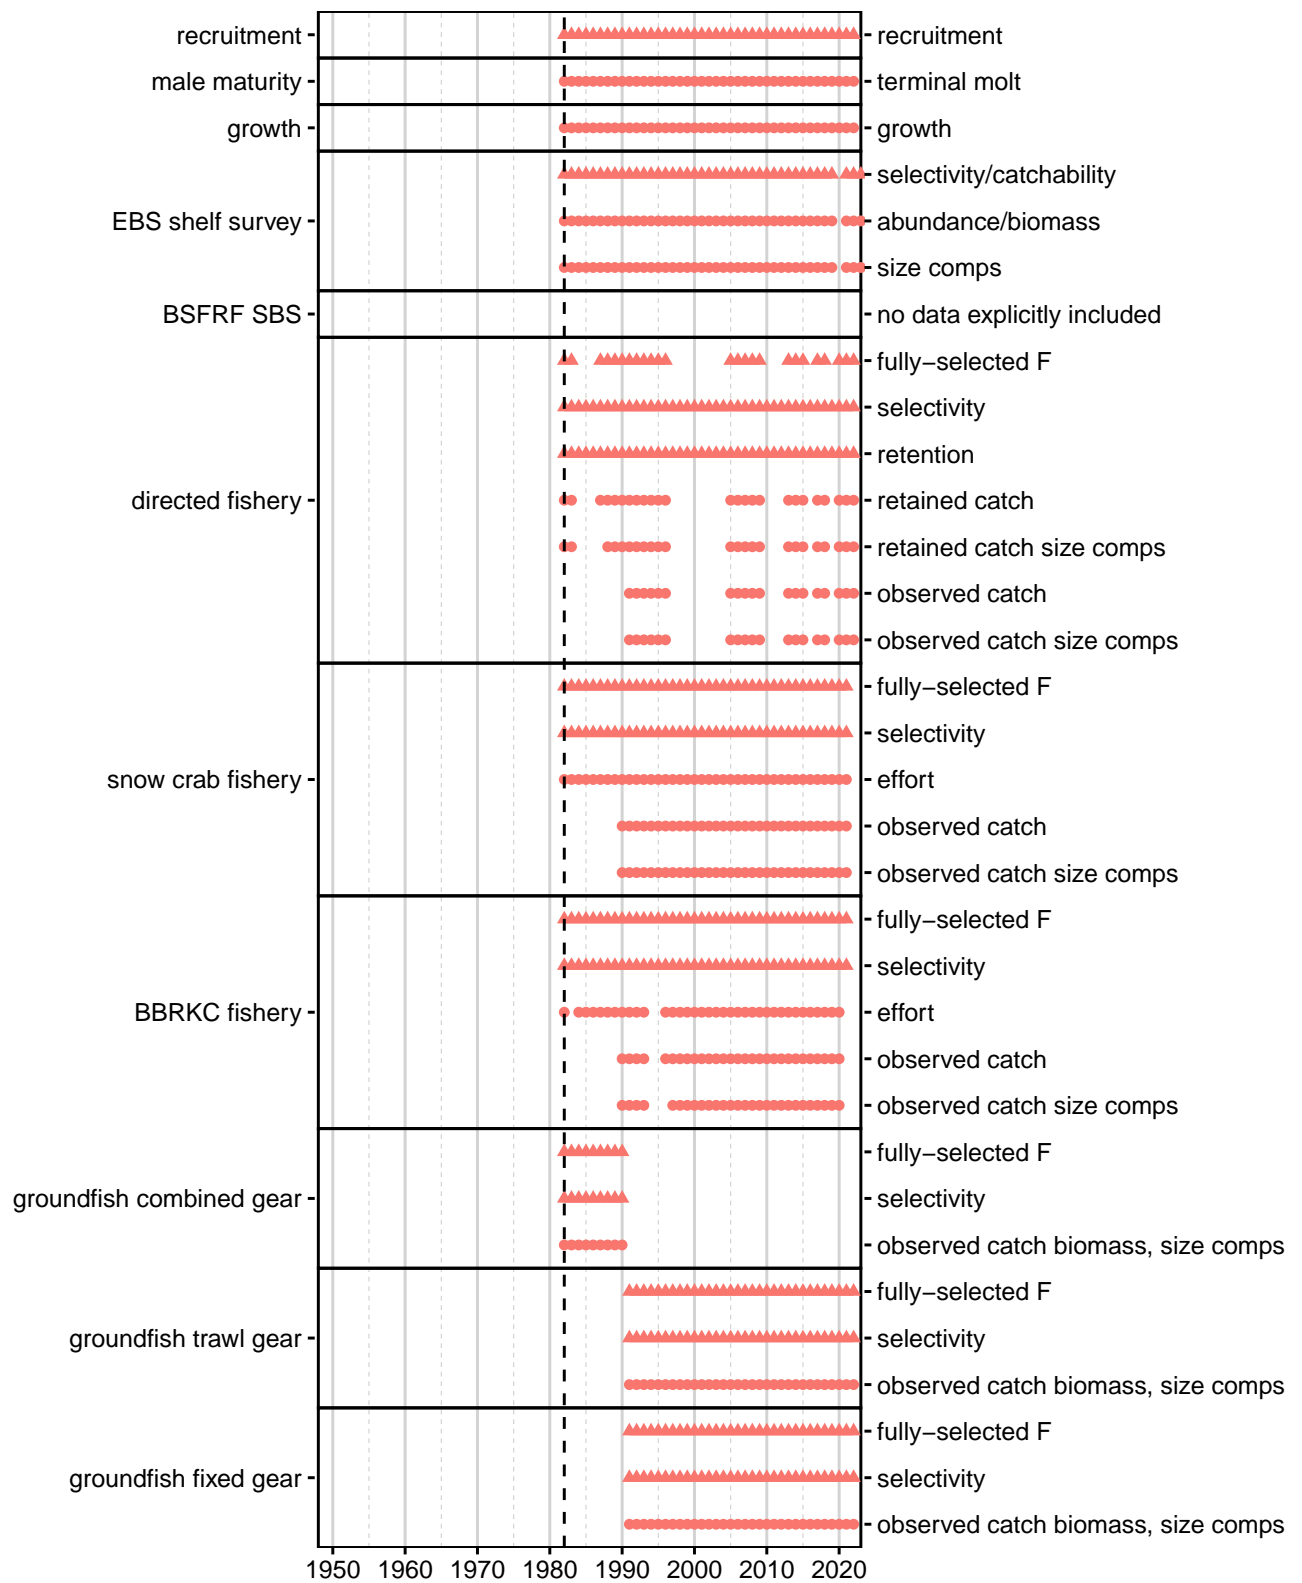 recruitment
recruitment
male maturity
terminal molt
growth
growth
selectivity/catchability
EBS shelf survey
abundance/biomass
size comps
BSFRF SBS
no data explicitly included
fully−selected F
selectivity
retention
directed fishery
retained catch
retained catch size comps
observed catch
observed catch size comps
fully−selected F
selectivity
snow crab fishery
effort
observed catch
observed catch size comps
fully−selected F
selectivity
BBRKC fishery
effort
observed catch
observed catch size comps
fully−selected F
groundfish combined gear
selectivity
observed catch biomass, size comps
fully−selected F
groundfish trawl gear
selectivity
observed catch biomass, size comps
fully−selected F
groundfish fixed gear
selectivity
observed catch biomass, size comps
1950 1960 1970 1980 1990 2000 2010 2020